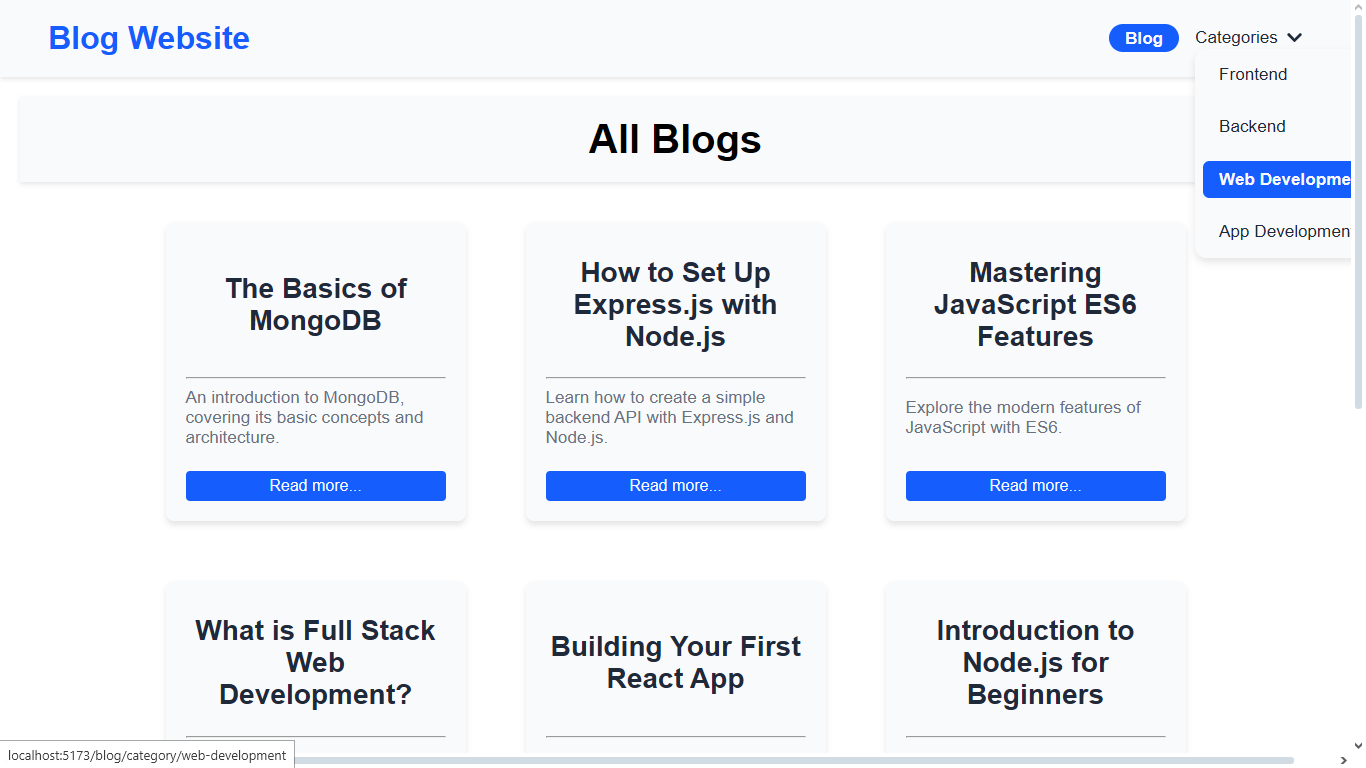 Blog Website
Blog
Categories
Frontend
Backend
Web Developme
App Developmen
All Blogs
The Basics of
MongoDB
An introduction to MongoDB,
covering its basic concepts and
architecture.
Read more...
How to Set Up
Express.js with
Node.js
Learn how to create a simple
backend API with Express.js and
Node.js.
Read more...
Mastering
JavaScript ES6
Features
Explore the modern features of
JavaScript with ES6.
Read more...
What is Full Stack
Web
Development?
Building Your First
React App
Introduction to
Node.js for
Beginners
localhost:5173/blog/category/web-development